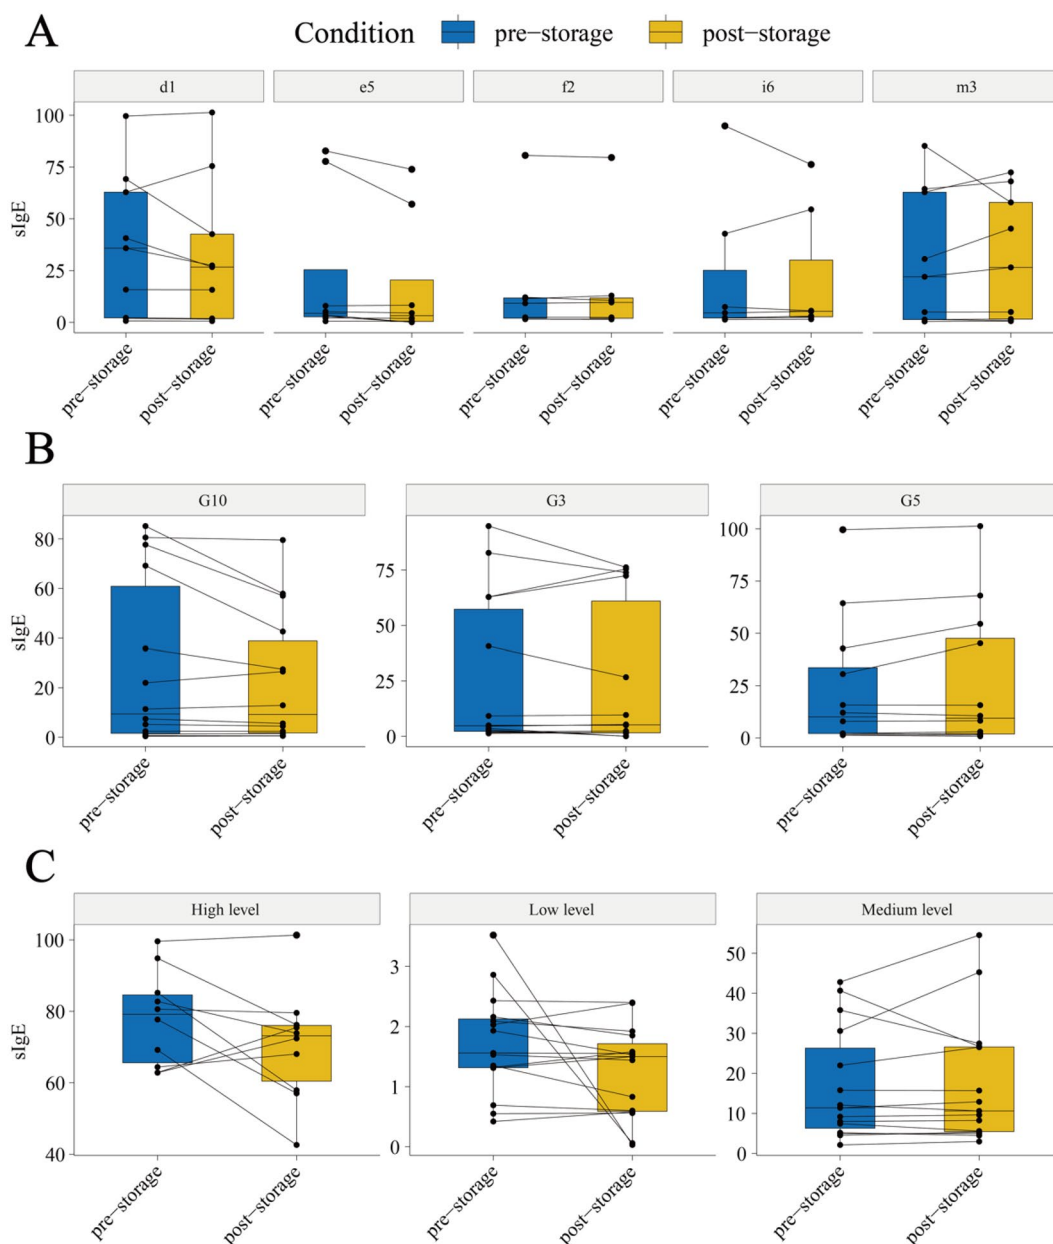 A
Condition pre−storage post−storage
d1 e5 f2 i6 m3
100
75
50
25
0
sIgE
pre−storage post−storage pre−storage post−storage pre−storage post−storage pre−storage post−storage pre−storage post−storage
B
G10 G3 G5
80
60
40
20
0
sIgE
75
50
25
0
100
75
50
25
0
pre−storage post−storage pre−storage post−storage pre−storage post−storage
C
High level Low level Medium level
100
80
60
40
sIgE
3
2
1
0
50
40
30
20
10
0
pre−storage post−storage pre−storage post−storage pre−storage post−storage